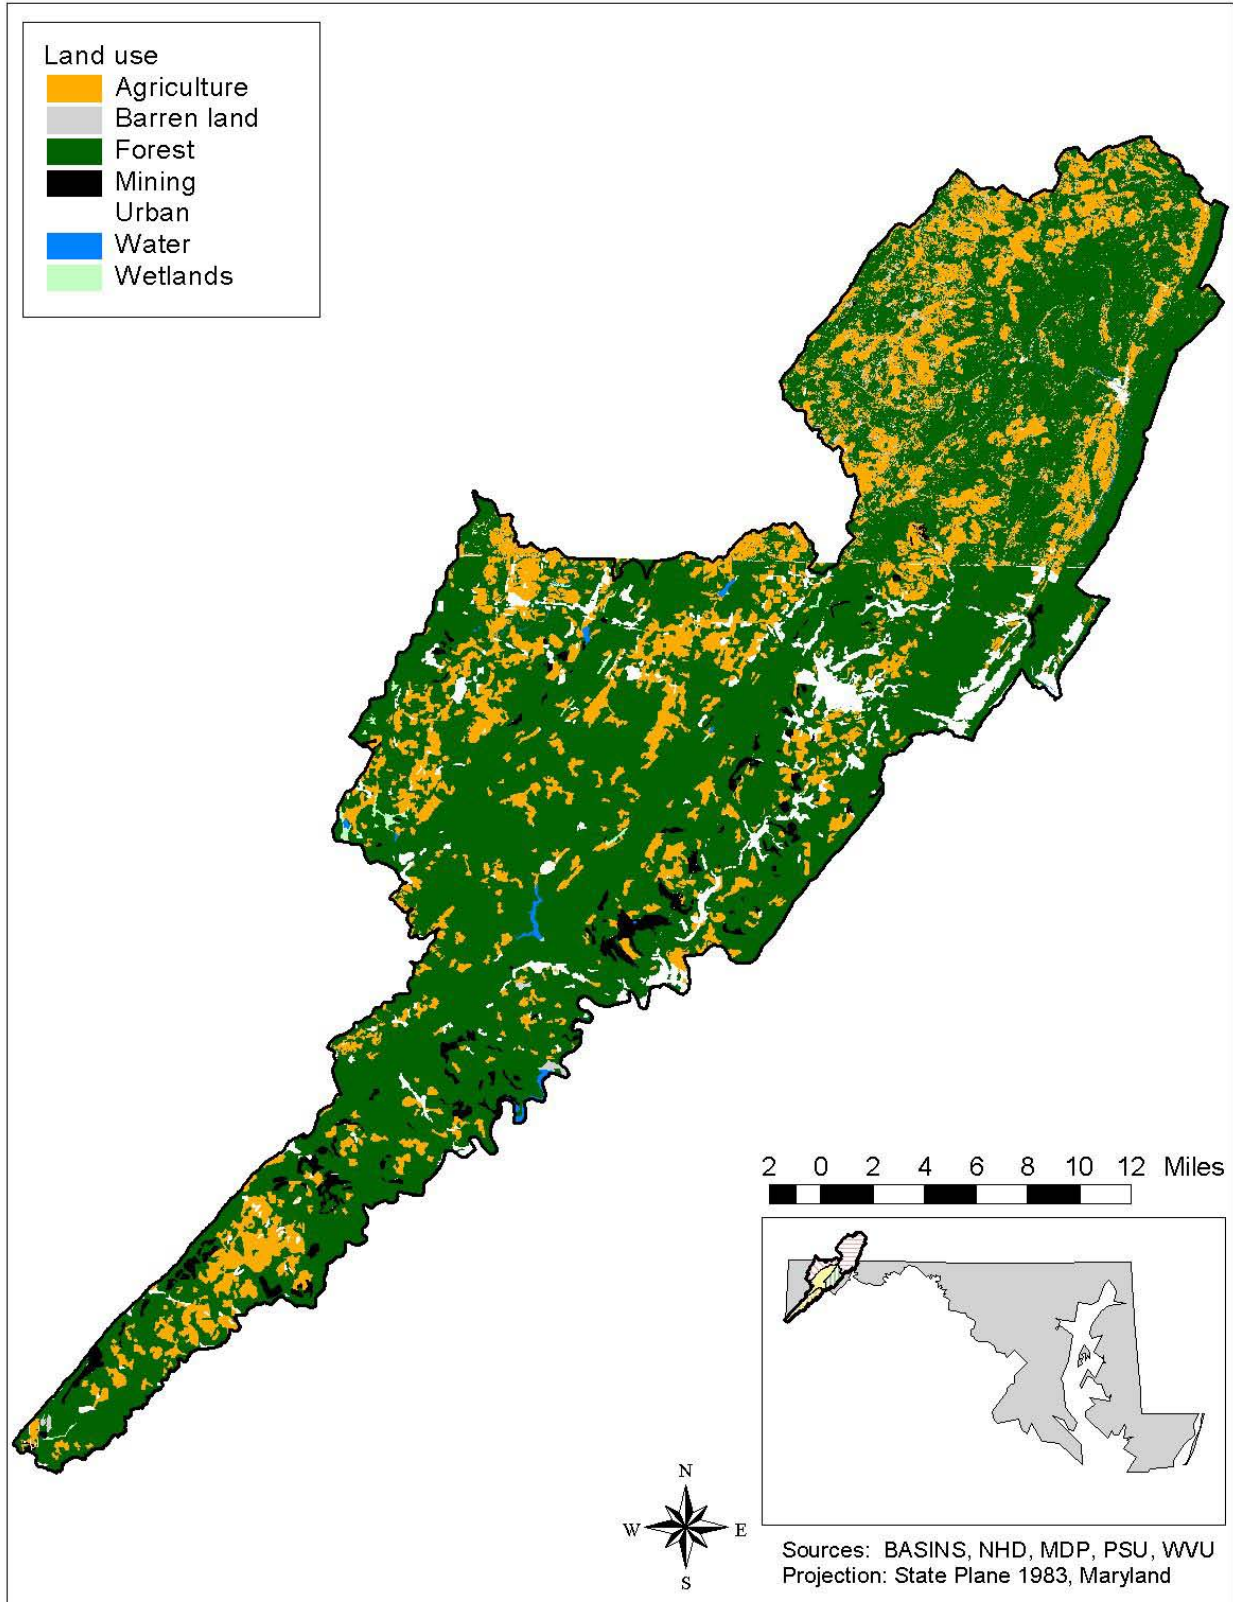 Land use
Agriculture
Barren land
Forest
Mining
Urban
Water
Wetlands
2 0 2 4 6 8 10 12 Miles
N
W E
S
Sources: BASINS, NHD, MDP, PSU, WVU
Projection: State Plane 1983, Maryland